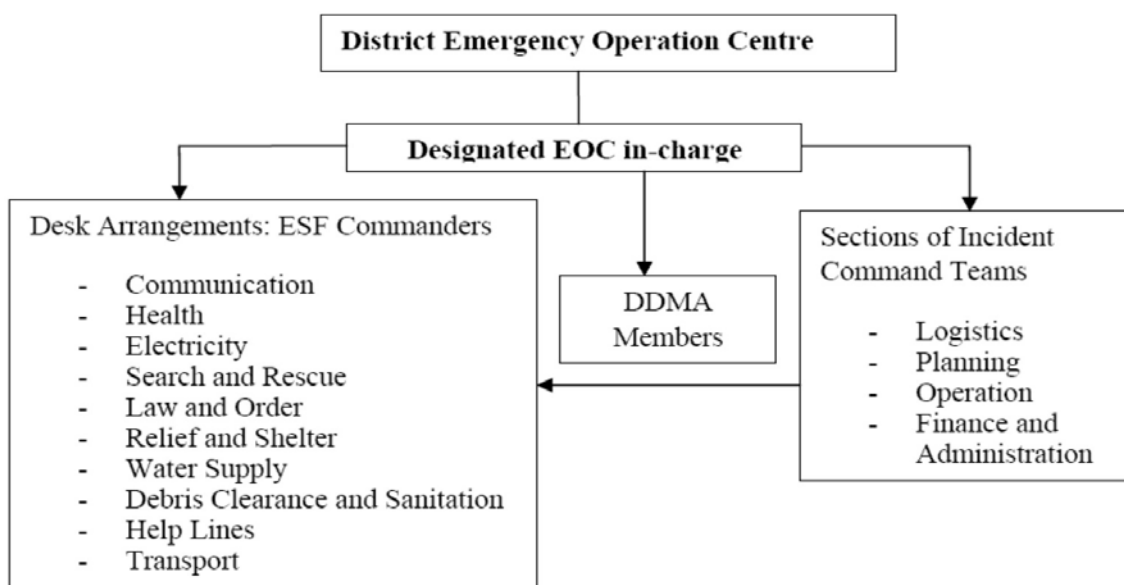 District Emergency Operation Centre
Designated EOC in-charge
Desk Arrangements: ESF Commanders
- Communication
- Health
- Electricity
- Search and Rescue
- Law and Order
- Relief and Shelter
- Water Supply
- Debris Clearance and Sanitation
- Help Lines
- Transport
DDMA
Members
Sections of Incident
Command Teams
- Logistics
- Planning
- Operation
- Finance and
Administration